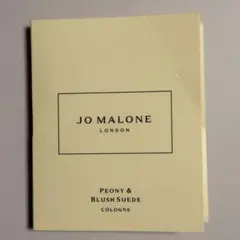 JO MALONE
LONDON
PEONY &
BLUSH SUEDE
COLOGNE